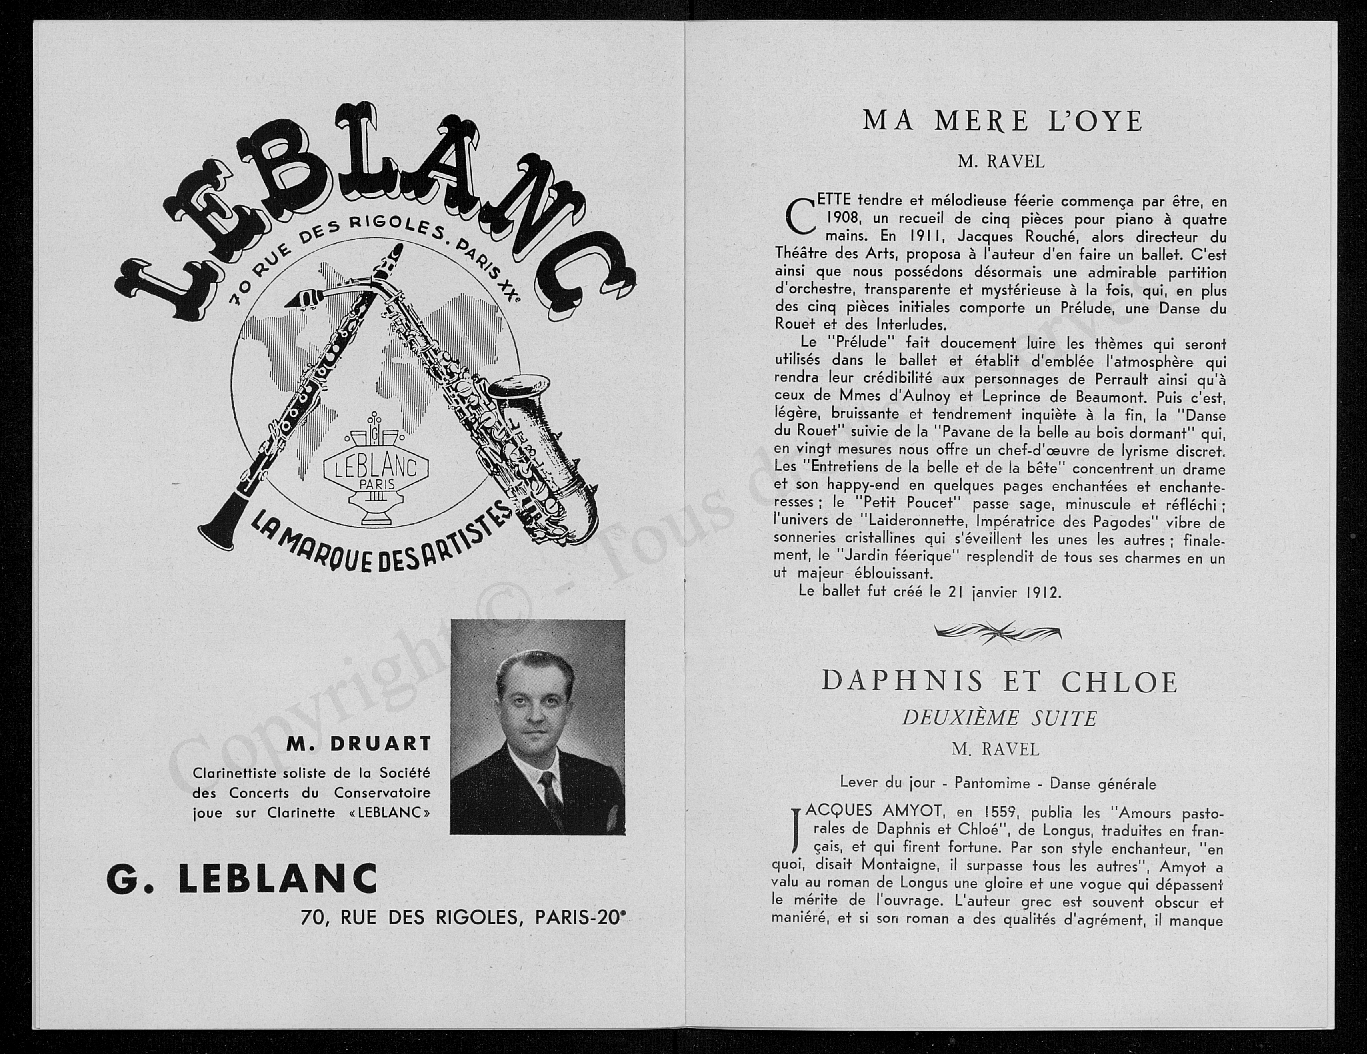 LEBLANC
70 RUE DES RIGOLES. PARIS XXe
LEBLANC
PARIS
LA MARQUE DES ARTISTES
M. DRUART
Clarinettiste soliste de la Société
des Concerts du Conservatoire
joue sur Clarinette «LEBLANC»
G. LEBLANC
70, RUE DES RIGOLES, PARIS-20e
MA MERE L'OYE
M. RAVEL
CETTE tendre et mélodieuse féerie commença par être, en
1908, un recueil de cinq pièces pour piano à quatre
mains. En 1911, Jacques Rouché, alors directeur du
Théâtre des Arts, proposa à l'auteur d'en faire un ballet. C'est
ainsi que nous possédons désormais une admirable partition
d'orchestre, transparente et mystérieuse à la fois, qui, en plus
des cinq pièces initiales comporte un Prélude, une Danse du
Rouet et des Interludes.
Le "Prélude" fait doucement luire les thèmes qui seront
utilisés dans le ballet et établit d'emblée l'atmosphère qui
rendra leur crédibilité aux personnages de Perrault ainsi qu'à
ceux de Mmes d'Aulnoy et Leprince de Beaumont. Puis c'est,
légère, bruissante et tendrement inquiète à la fin, la "Danse
du Rouet" suivie de la "Pavane de la belle au bois dormant" qui,
en vingt mesures nous offre un chef-d'œuvre de lyrisme discret.
Les "Entretiens de la belle et de la bête" concentrent un drame
et son happy-end en quelques pages enchantées et enchante-
resses ; le "Petit Poucet" passe sage, minuscule et réfléchi ;
l'univers de "Laideronnette, Impératrice des Pagodes" vibre de
sonneries cristallines qui s'éveillent les unes les autres ; finale-
ment, le "Jardin féerique" resplendit de tous ses charmes en un
ut majeur éblouissant.
Le ballet fut créé le 21 janvier 1912.
DAPHNIS ET CHLOE
DEUXIÈME SUITE
M. RAVEL
Lever du jour - Pantomime - Danse générale
JACQUES AMYOT, en 1559, publia les "Amours pasto-
rales de Daphnis et Chloé", de Longus, traduites en fran-
çais, et qui firent fortune. Par son style enchanteur, "en
quoi, disait Montaigne, il surpasse tous les autres", Amyot a
valu au roman de Longus une gloire et une vogue qui dépassent
le mérite de l'ouvrage. L'auteur grec est souvent obscur et
maniéré, et si son roman a des qualités d'agrément, il manque
Copyright © - Tous droits réservés